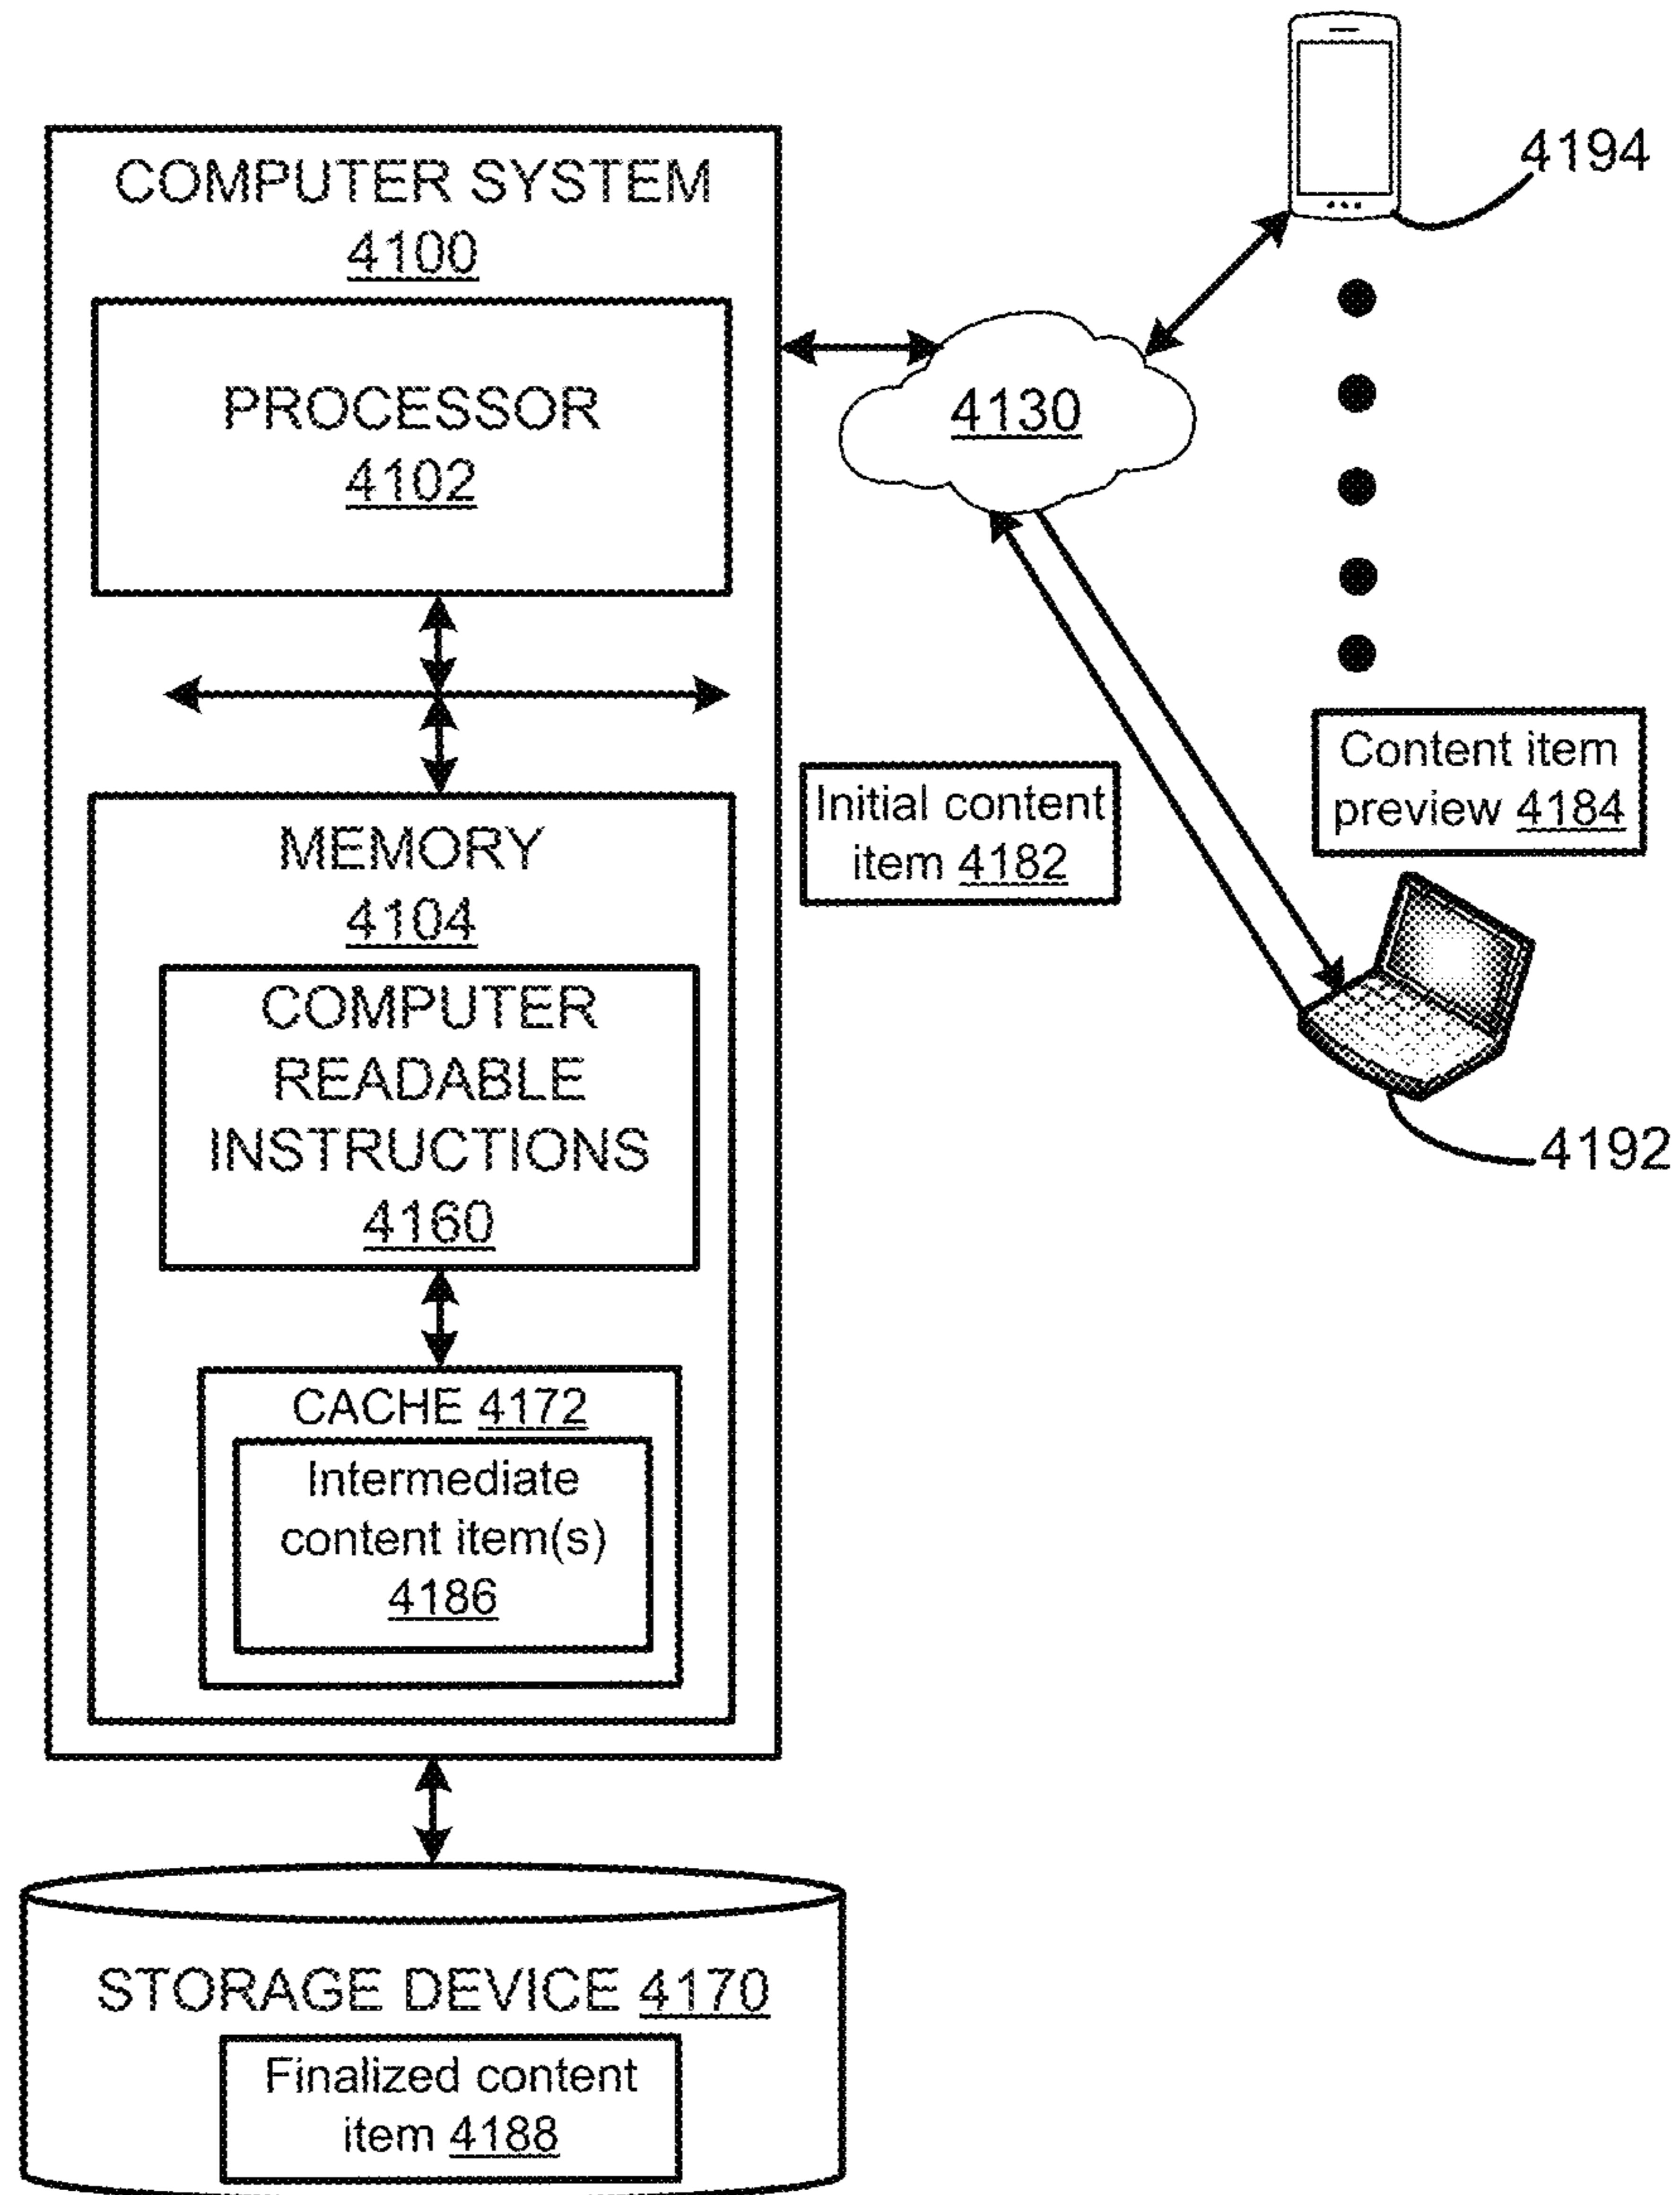 COMPUTER SYSTEM
4100
PROCESSOR
4102
MEMORY
4104
COMPUTER
READABLE
INSTRUCTIONS
4160
CACHE 4172
Intermediate
content item(s)
4186
STORAGE DEVICE 4170
Finalized content
item 4188
4130
4194
Initial content
item 4182
Content item
preview 4184
4192